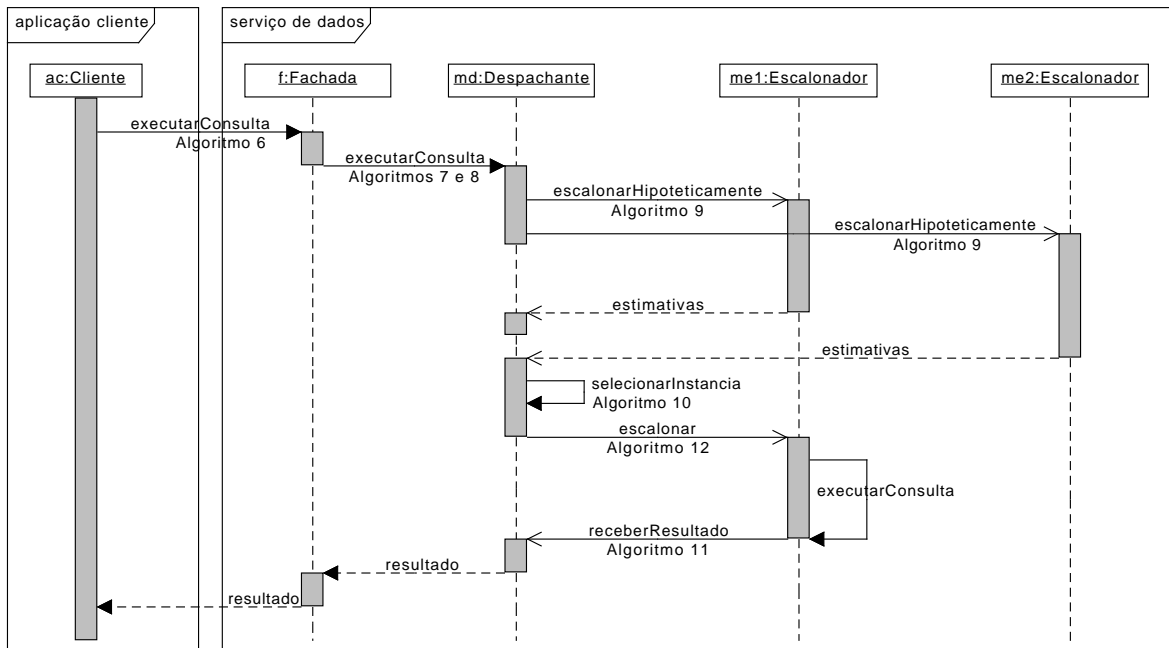 aplicação cliente
serviço de dados
ac:Cliente
f:Fachada
md:Despachante
me1:Escalonador
me2:Escalonador
executarConsulta
Algoritmo 6
executarConsulta
Algoritmos 7 e 8
escalonarHipoteticamente
Algoritmo 9
escalonarHipoteticamente
Algoritmo 9
estimativas
estimativas
selecionarInstancia
Algoritmo 10
escalonar
Algoritmo 12
executarConsulta
receberResultado
Algoritmo 11
resultado
resultado